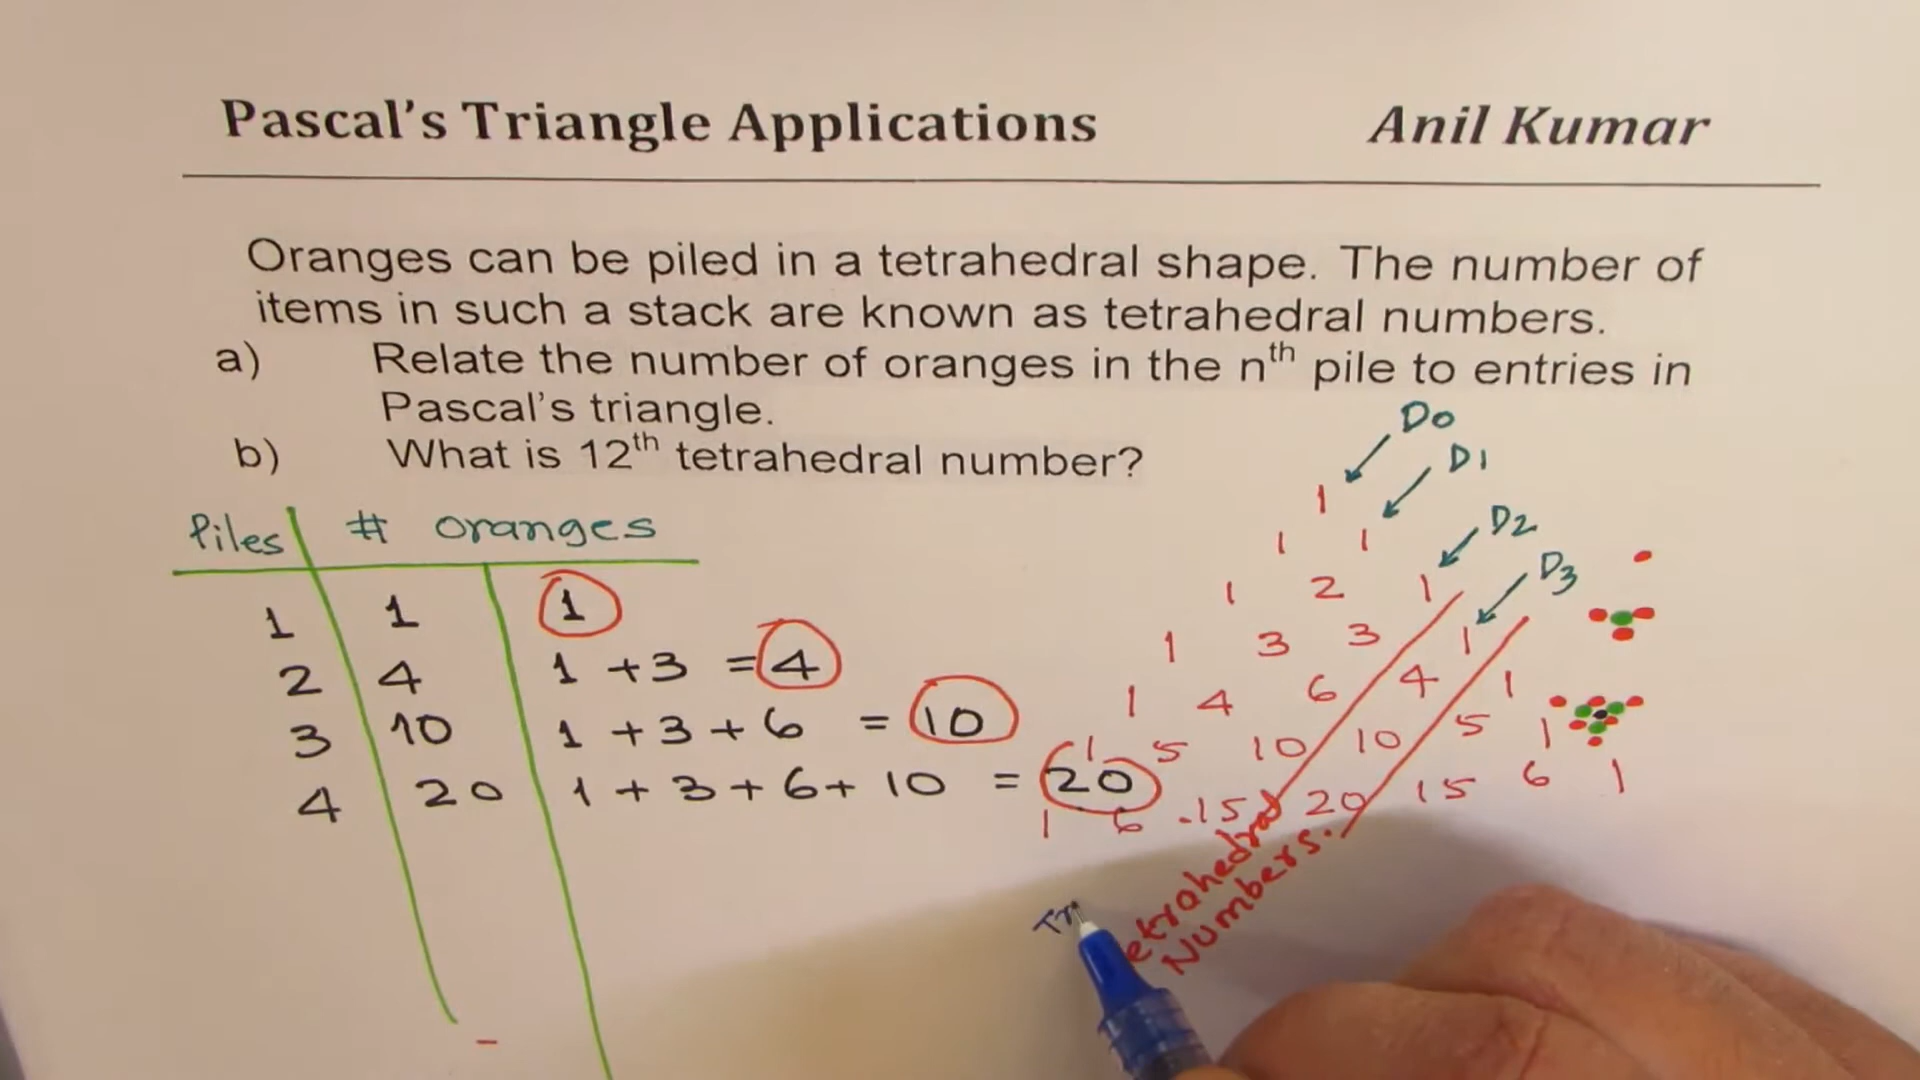 Pascal's Triangle Applications
Anil Kumar
Oranges can be piled in a tetrahedral shape. The number of
items in such a stack are known as tetrahedral numbers.
a) Relate the number of oranges in the nth pile to entries in
Pascal's triangle.
b) What is 12th tetrahedral number?
Piles # oranges
1 1 1
2 4 1 + 3 = 4
3 10 1 + 3 + 6 = 10
4 20 1 + 3 + 6 + 10 = 20
D0
D1
D2
D3
1
1 1
1 2 1
1 3 3 1
1 4 6 4 1
1 5 10 10 5 1
1 6 15 20 15 6 1
etrahedral
Numbers.
Tr